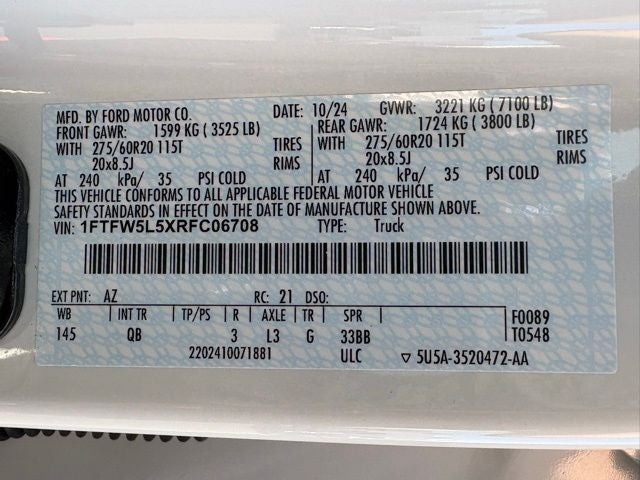 MFD. BY FORD MOTOR CO. DATE: 10/24 GVWR: 3221 KG ( 7100 LB)
FRONT GAWR: 1599 KG ( 3525 LB) REAR GAWR: 1724 KG ( 3800 LB)
WITH 275/60R20 115T TIRES WITH 275/60R20 115T TIRES
20x8.5J RIMS 20x8.5J RIMS
AT 240 kPa/ 35 PSI COLD AT 240 kPa/ 35 PSI COLD
THIS VEHICLE CONFORMS TO ALL APPLICABLE FEDERAL MOTOR VEHICLE
SAFETY STANDARDS IN EFFECT ON THE DATE OF MANUFACTURE SHOWN ABOVE.
VIN: 1FTFW5L5XRFC06708 TYPE: Truck
EXT PNT: AZ RC: 21 DSO:
WB INT TR TP/PS R AXLE TR SPR F0089
145 QB 3 L3 G 33BB T0548
2202410071881 ULC ▽ 5U5A-3520472-AA